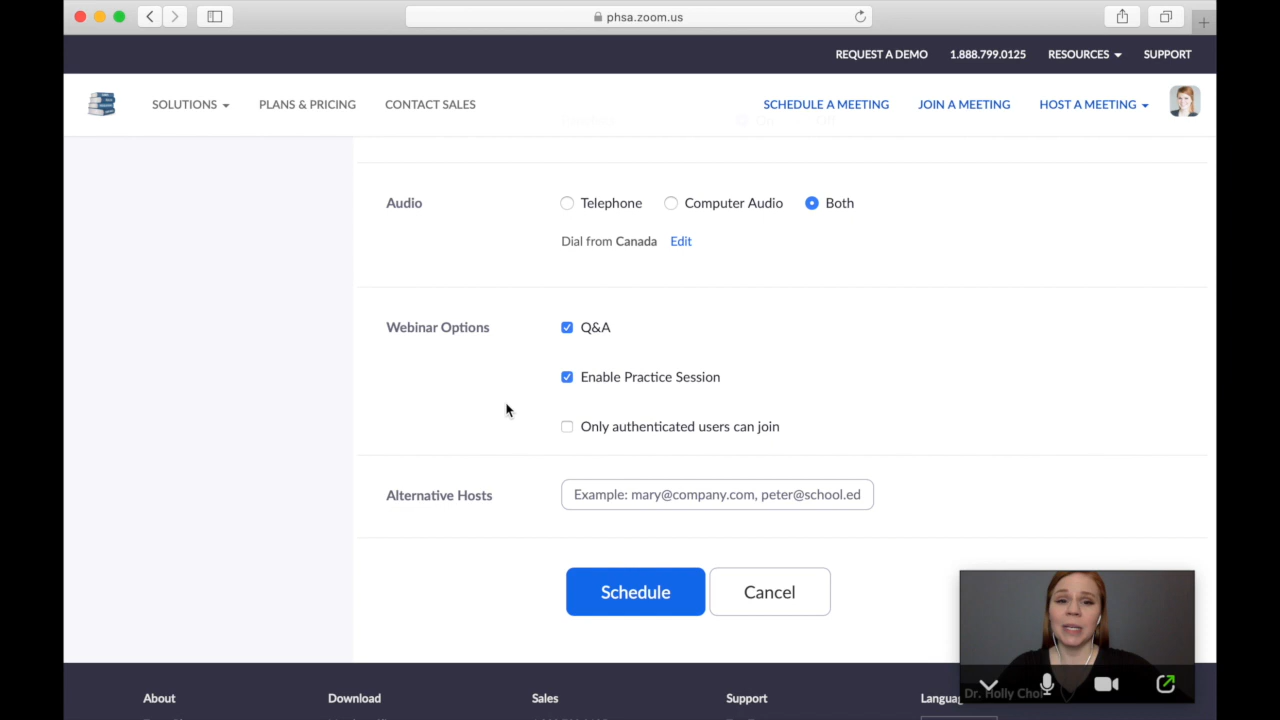 phsa.zoom.us
REQUEST A DEMO 1.888.799.0125 RESOURCES SUPPORT
SOLUTIONS PLANS & PRICING CONTACT SALES SCHEDULE A MEETING JOIN A MEETING HOST A MEETING
Audio Telephone Computer Audio Both
Dial from Canada Edit
Webinar Options Q&A
Enable Practice Session
Only authenticated users can join
Alternative Hosts Example: mary@company.com, peter@school.ed
Schedule Cancel
Dr. Holly
About Download Sales Support